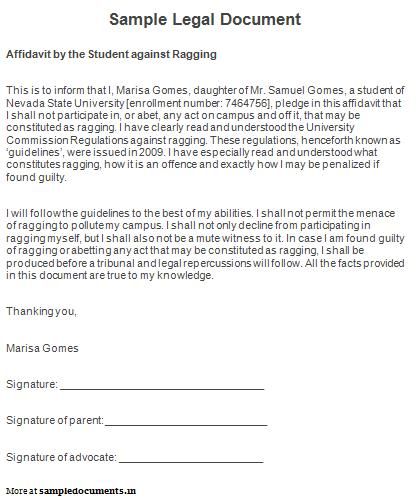 Sample Legal Document
Affidavit by the Student against Ragging
This is to inform that I, Marisa Gomes, daughter of Mr. Samuel Gomes, a student of
Nevada State University [enrollment number: 7464756], pledge in this affidavit that
I shall not participate in, or abet, any act on campus and off it, that may be
constituted as ragging. I have clearly read and understood the University
Commission Regulations against ragging. These regulations, henceforth known as
‘guidelines’, were issued in 2009. I have especially read and understood what
constitutes ragging, how it is an offence and exactly how I may be penalized if
found guilty.
I will follow the guidelines to the best of my abilities. I shall not permit the menace
of ragging to pollute my campus. I shall not only decline from participating in
ragging myself, but I shall also not be a mute witness to it. In case I am found guilty
of ragging or abetting any act that may be constituted as ragging, I shall be
produced before a tribunal and legal repercussions will follow. All the facts provided
in this document are true to my knowledge.
Thanking you,
Marisa Gomes
Signature: ______________________________
Signature of parent: _________________________
Signature of advocate: __________________________
More at sampledocuments.in